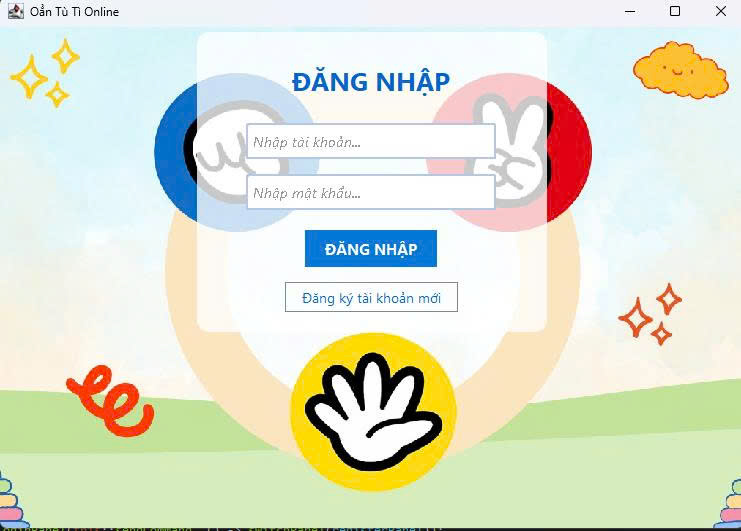 Oẳn Tù Tì Online
ĐĂNG NHẬP
Nhập tài khoản...
Nhập mật khẩu...
ĐĂNG NHẬP
Đăng ký tài khoản mới